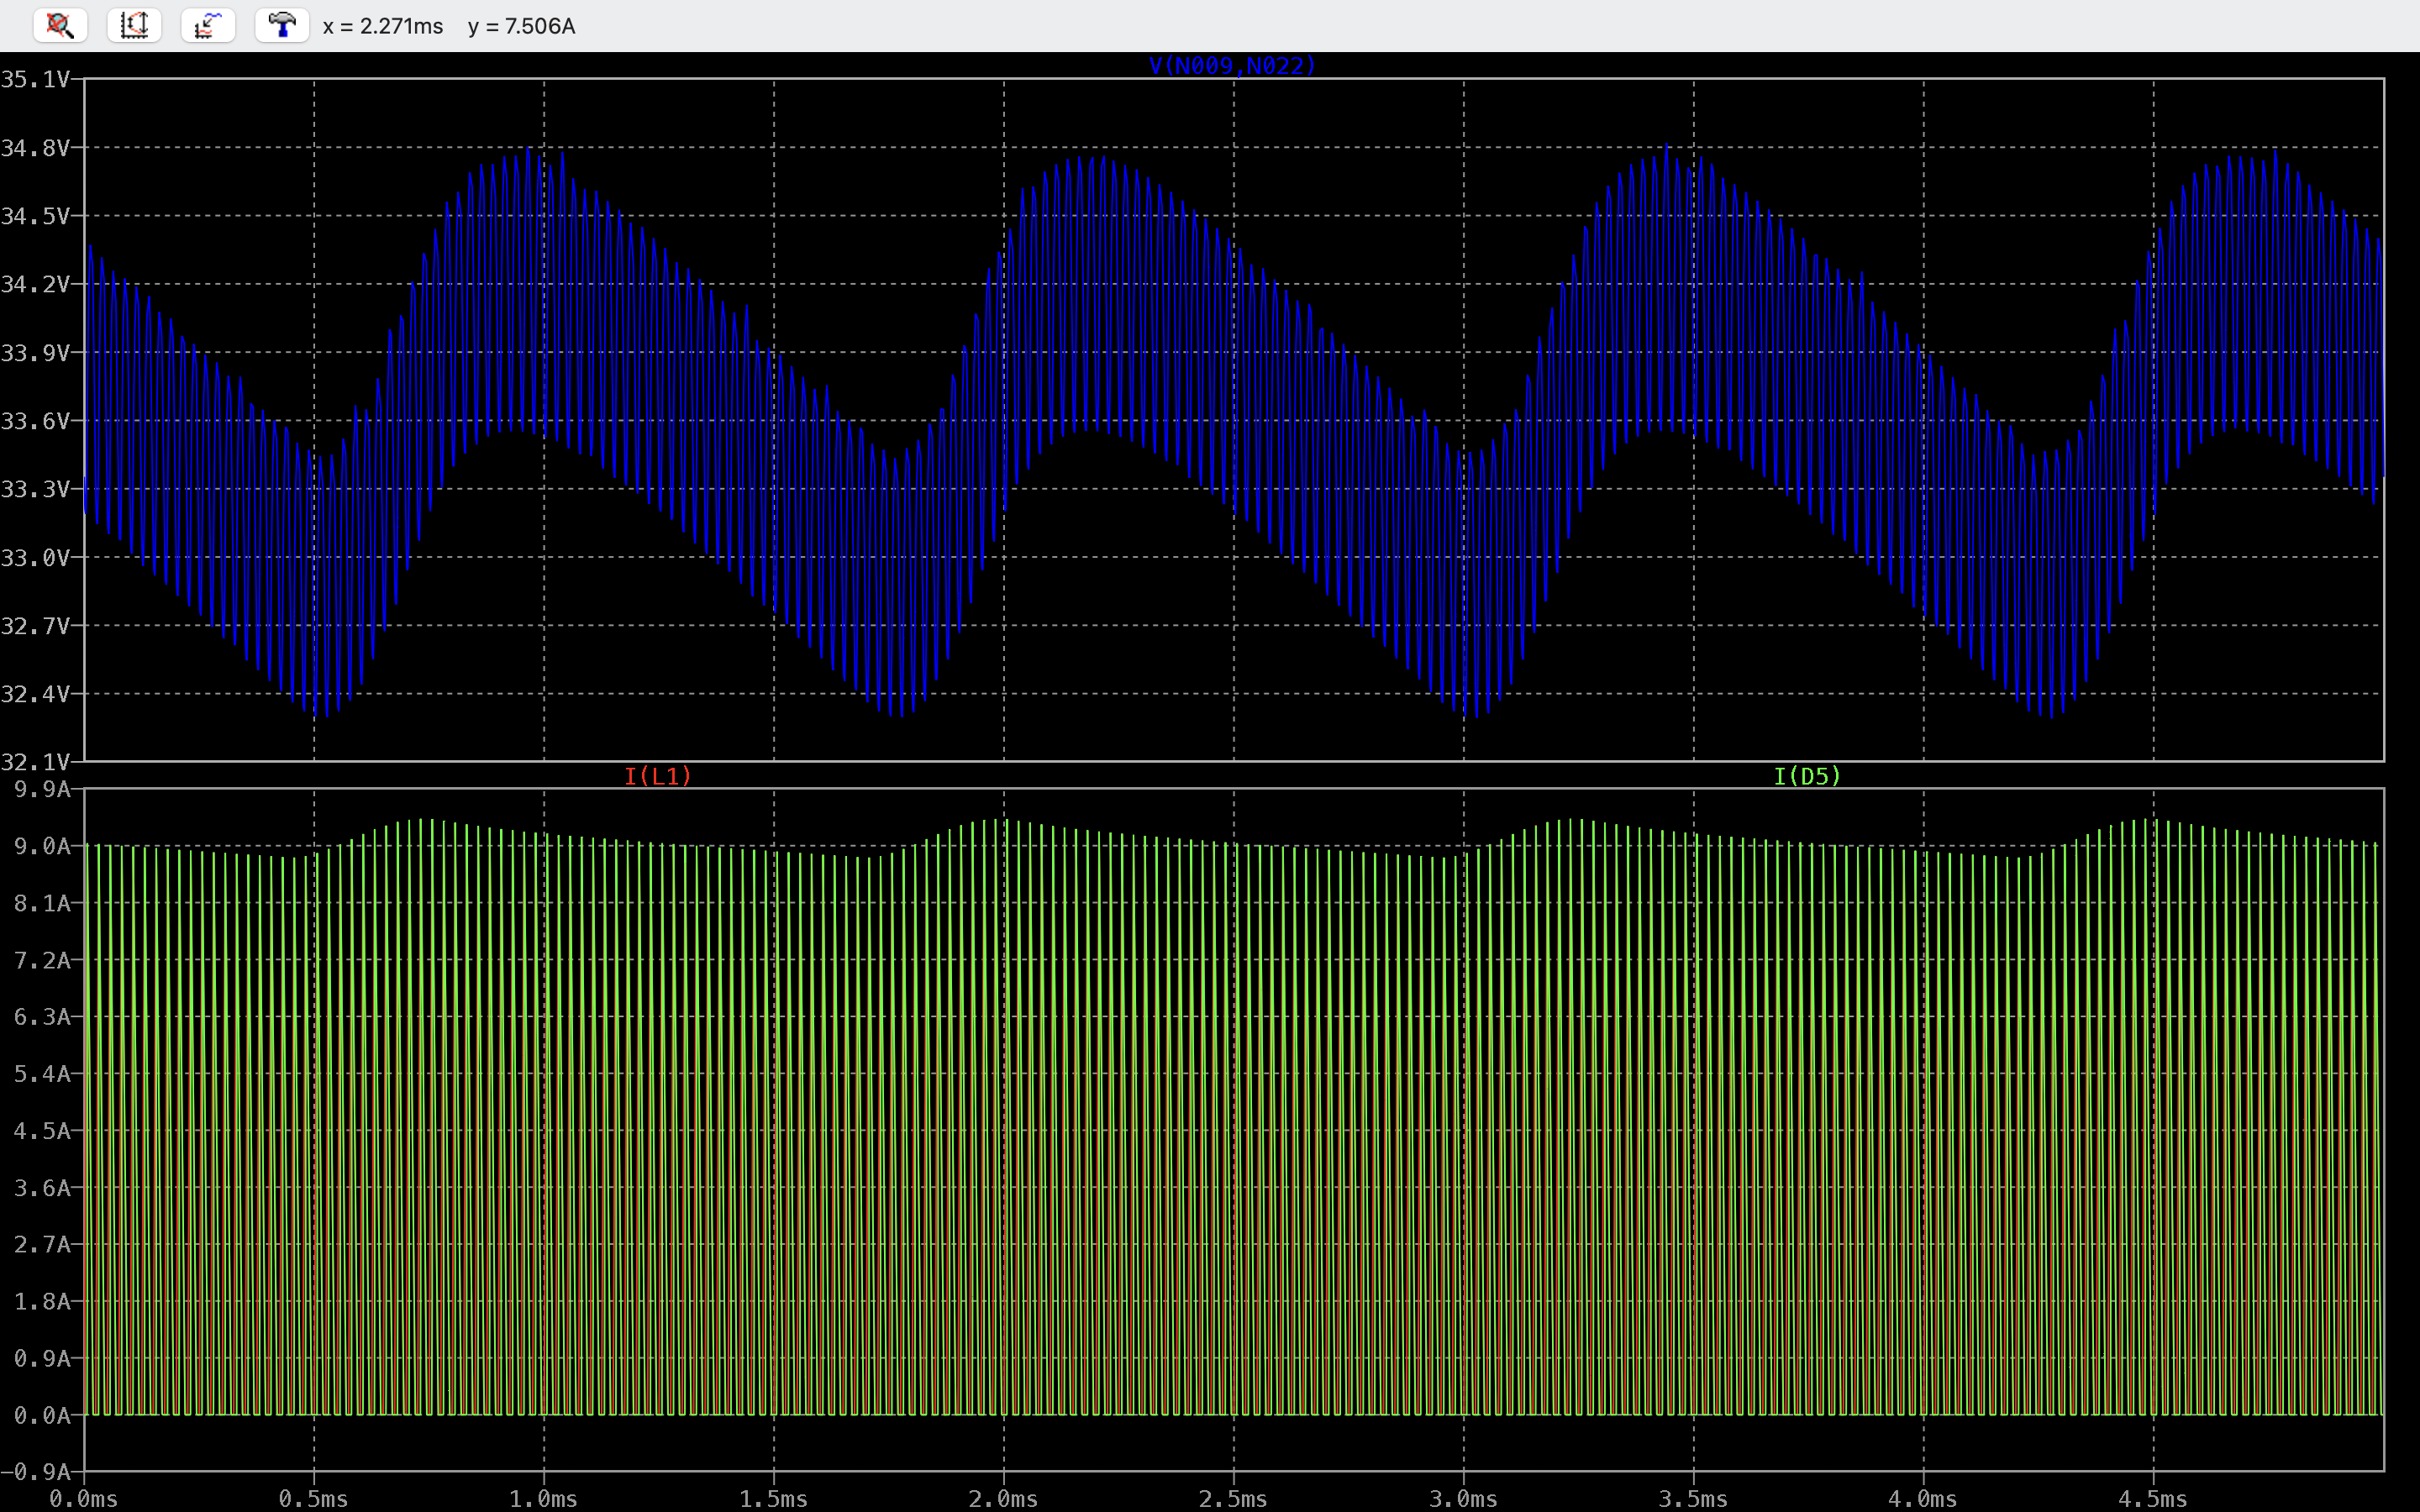 x = 2.271ms y = 7.506A
V(N009,N022)
35.1V
34.8V
34.5V
34.2V
33.9V
33.6V
33.3V
33.0V
32.7V
32.4V
32.1V
I(L1) I(D5)
9.9A
9.0A
8.1A
7.2A
6.3A
5.4A
4.5A
3.6A
2.7A
1.8A
0.9A
0.0A
-0.9A
0.0ms 0.5ms 1.0ms 1.5ms 2.0ms 2.5ms 3.0ms 3.5ms 4.0ms 4.5ms